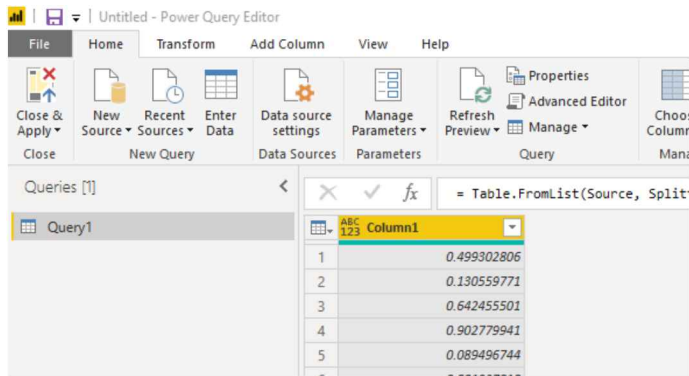 Untitled - Power Query Editor
File Home Transform Add Column View Help
Close & Apply
New Source
Recent Sources
Enter Data
Data source settings
Manage Parameters
Refresh Preview
Properties
Advanced Editor
Manage
Close
New Query
Data Sources
Parameters
Query
Queries [1]
fx = Table.FromList(Source, Split
Query1
ABC 123 Column1
1 0.499302806
2 0.130559771
3 0.642455501
4 0.902779941
5 0.089496744